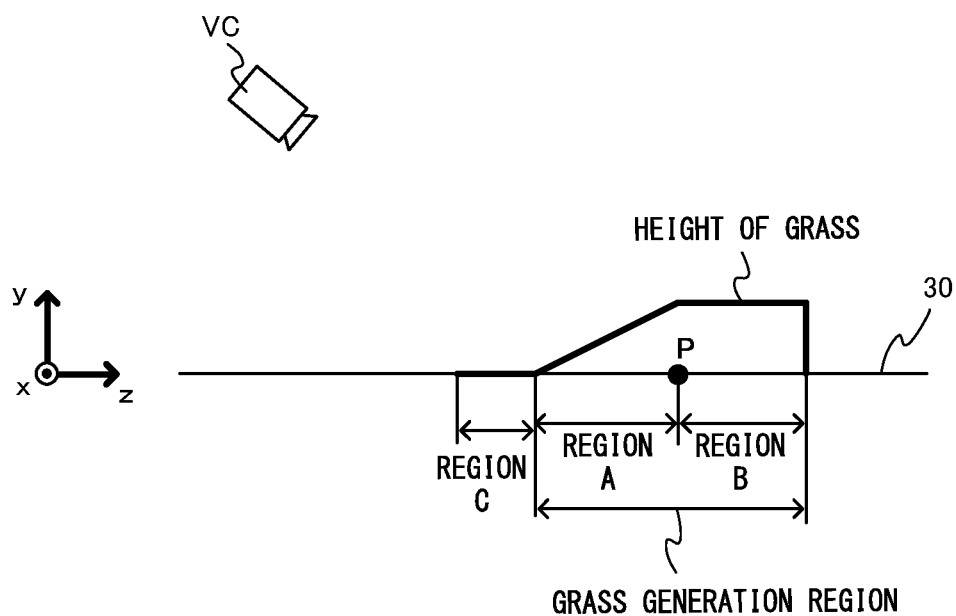 VC
HEIGHT OF GRASS
30
y
x
z
P
REGION
C
REGION
A
REGION
B
GRASS GENERATION REGION